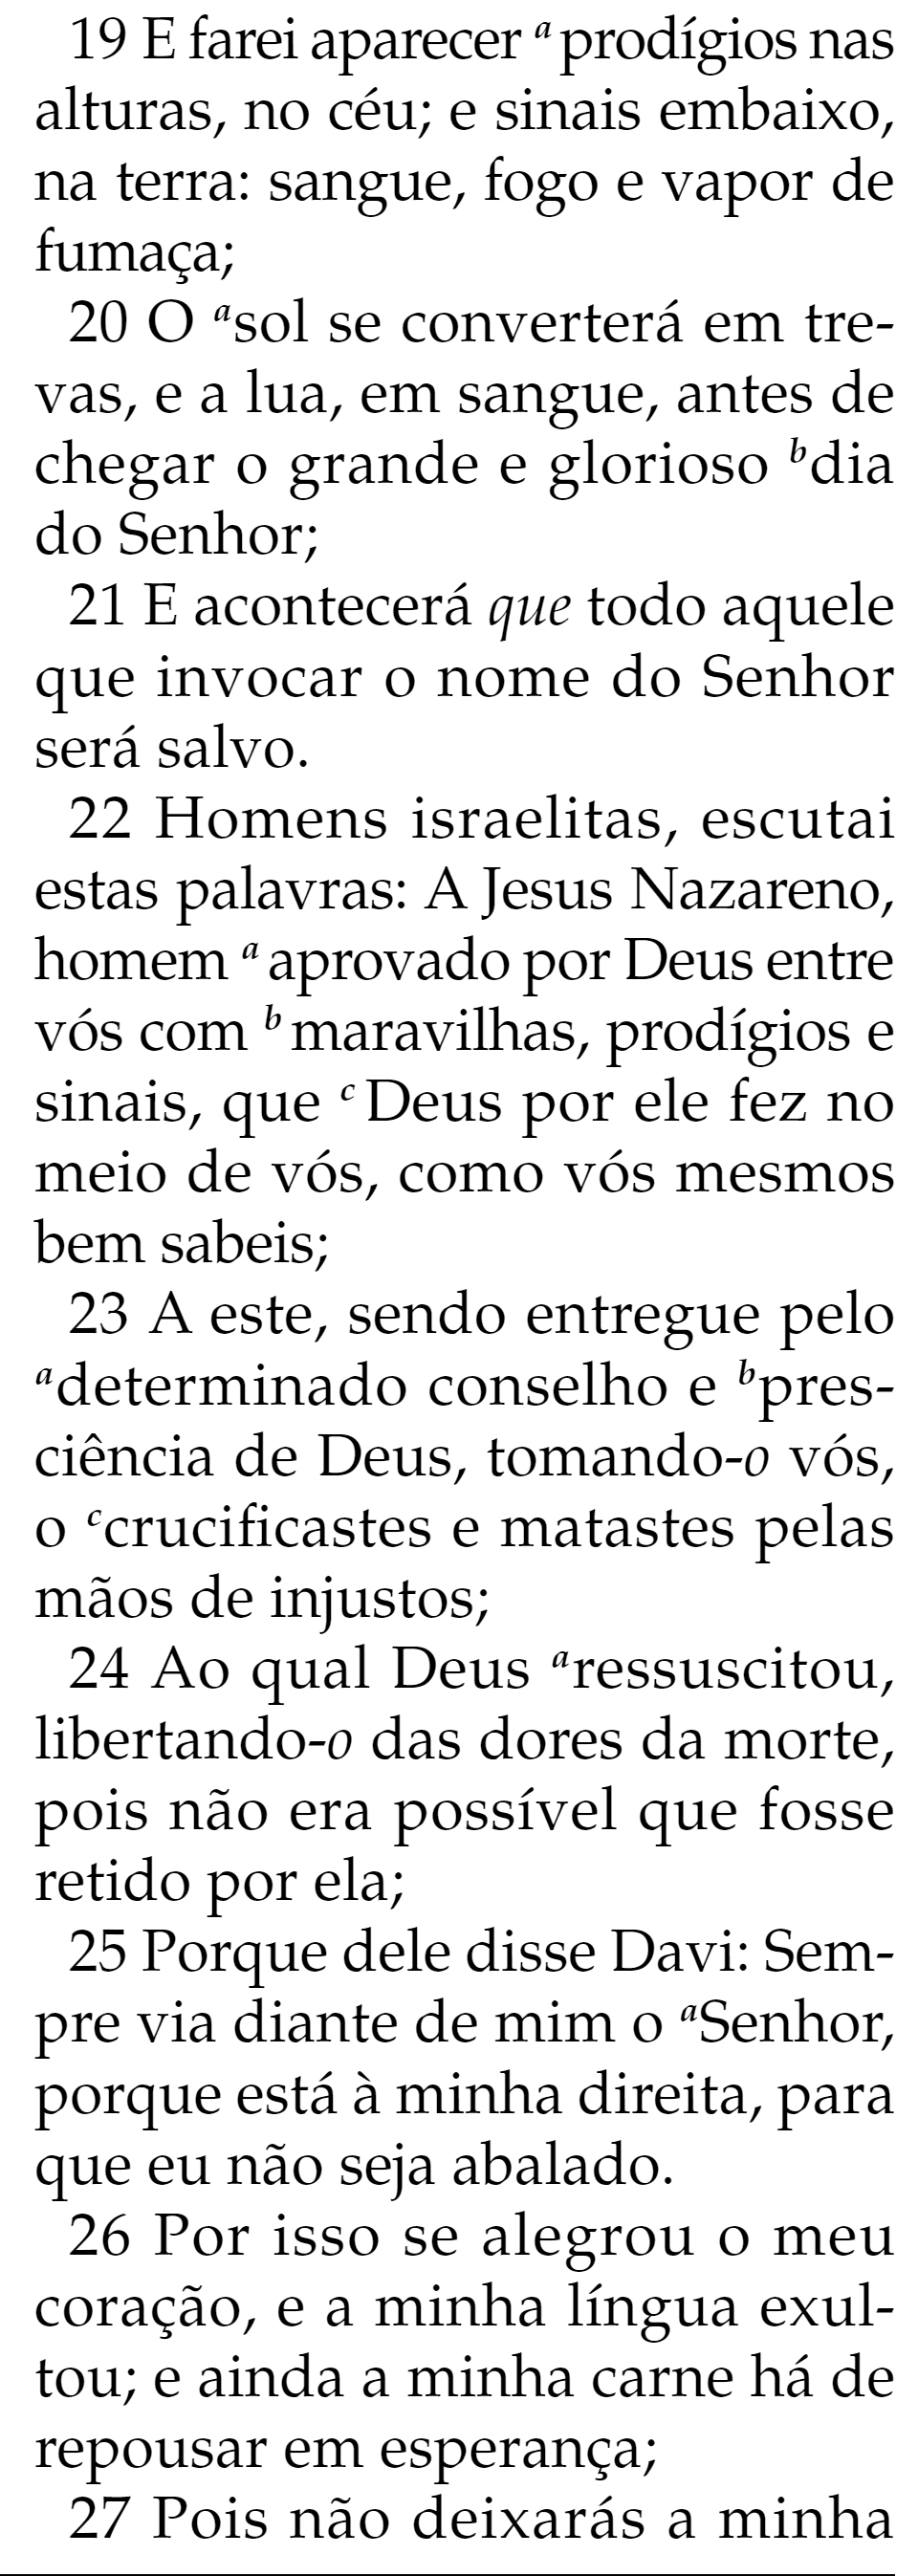 19 E farei aparecer a prodígios nas
alturas, no céu; e sinais embaixo,
na terra: sangue, fogo e vapor de
fumaça;
20 O a sol se converterá em tre-
vas, e a lua, em sangue, antes de
chegar o grande e glorioso b dia
do Senhor;
21 E acontecerá que todo aquele
que invocar o nome do Senhor
será salvo.
22 Homens israelitas, escutai
estas palavras: A Jesus Nazareno,
homem a aprovado por Deus entre
vós com b maravilhas, prodígios e
sinais, que c Deus por ele fez no
meio de vós, como vós mesmos
bem sabeis;
23 A este, sendo entregue pelo
a determinado conselho e b pres-
ciência de Deus, tomando-o vós,
o c crucificastes e matastes pelas
mãos de injustos;
24 Ao qual Deus a ressuscitou,
libertando-o das dores da morte,
pois não era possível que fosse
retido por ela;
25 Porque dele disse Davi: Sem-
pre via diante de mim o a Senhor,
porque está à minha direita, para
que eu não seja abalado.
26 Por isso se alegrou o meu
coração, e a minha língua exul-
tou; e ainda a minha carne há de
repousar em esperança;
27 Pois não deixarás a minha